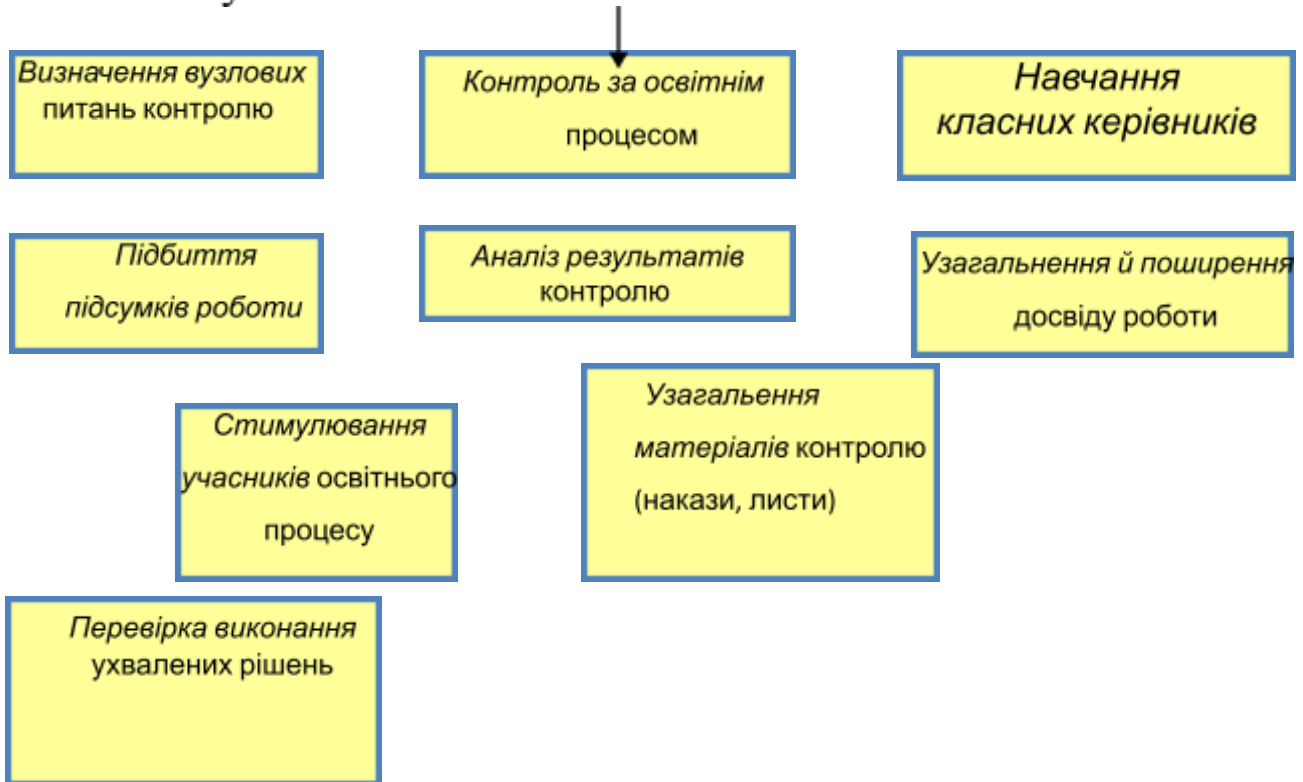 Визначення вузлових
питань контролю
Контроль за освітнім
процесом
Навчання
класних керівників
Підбиття
підсумків роботи
Аналіз результатів
контролю
Узагальнення й поширення
досвіду роботи
Стимулювання
учасників освітнього
процесу
Узагальення
матеріалів контролю
(накази, листи)
Перевірка виконання
ухвалених рішень